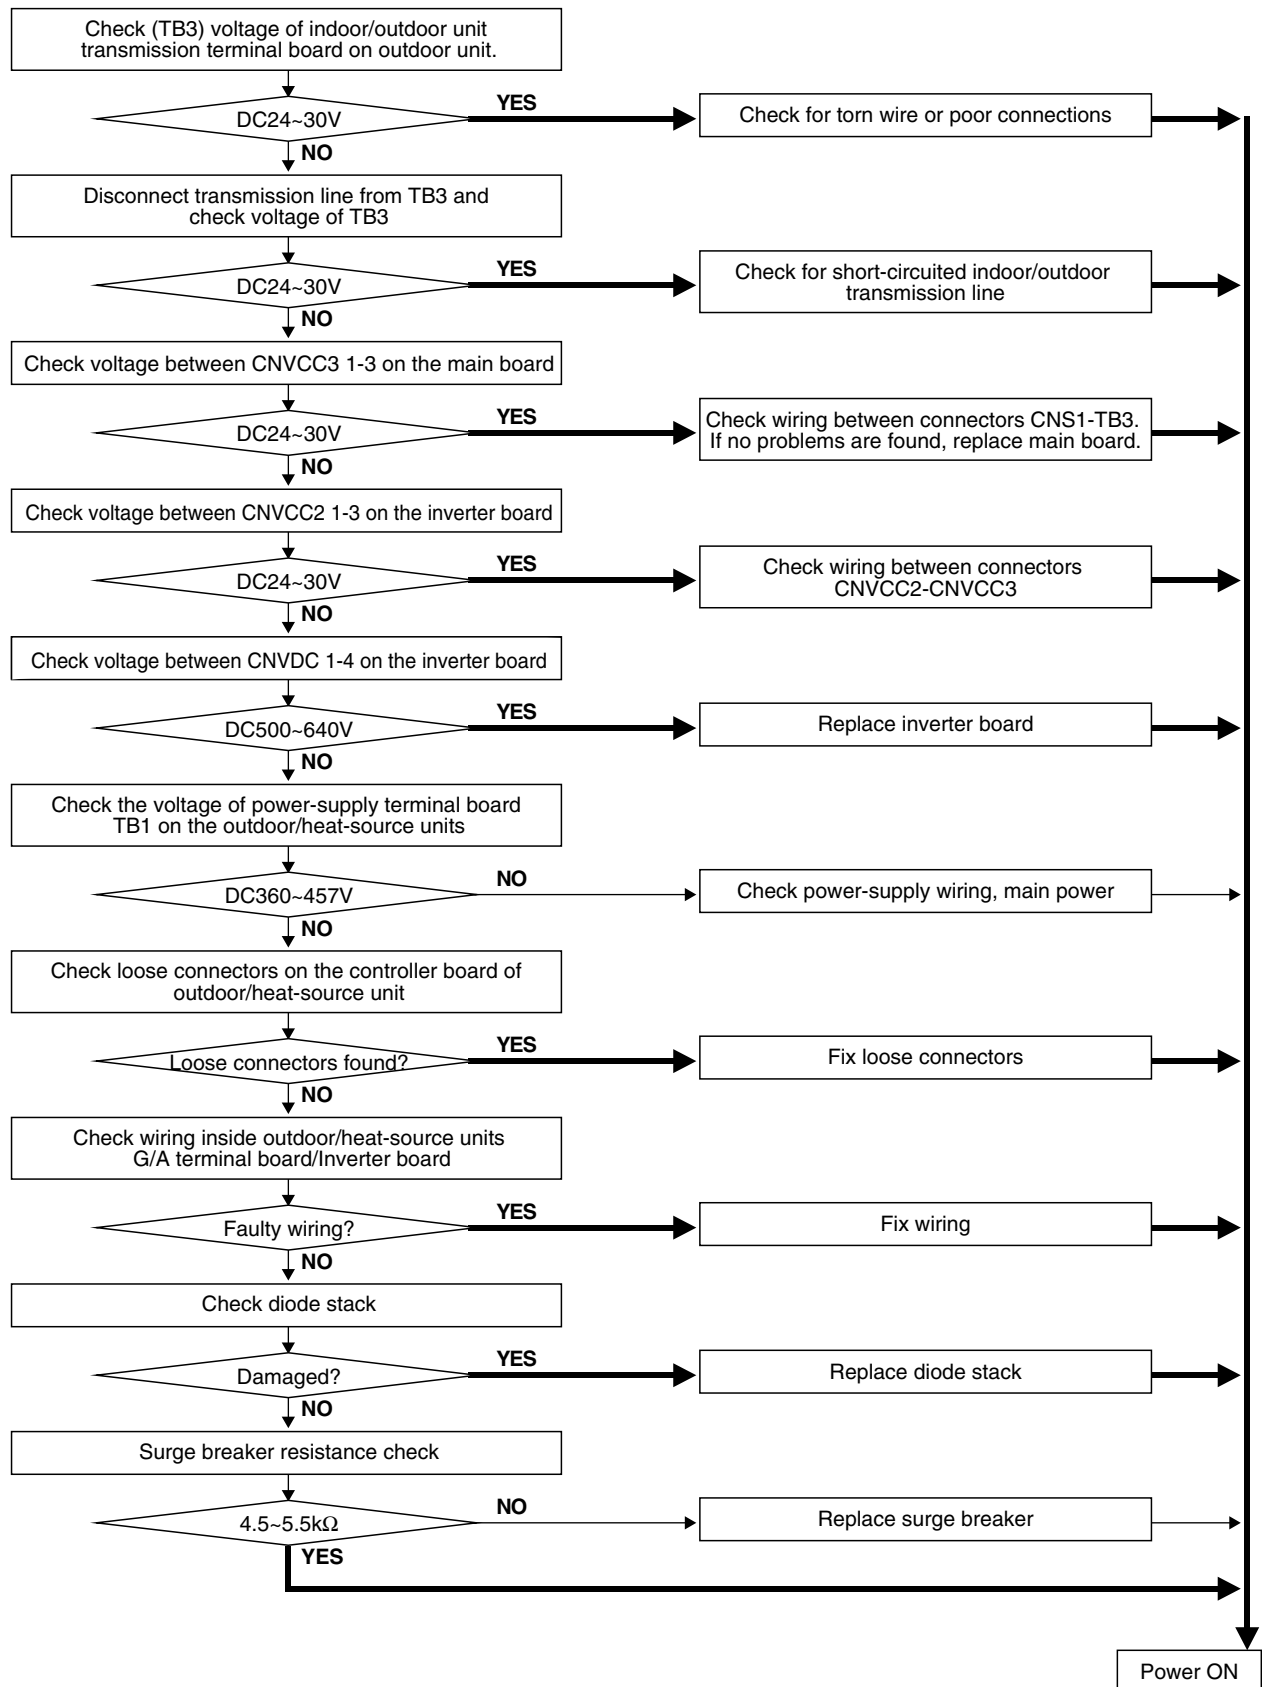 Check (TB3) voltage of indoor/outdoor unit
transmission terminal board on outdoor unit.
DC24~30V
YES
Check for torn wire or poor connections
NO
Disconnect transmission line from TB3 and
check voltage of TB3
DC24~30V
YES
Check for short-circuited indoor/outdoor
transmission line
NO
Check voltage between CNVCC3 1-3 on the main board
DC24~30V
YES
Check wiring between connectors CNS1-TB3.
If no problems are found, replace main board.
NO
Check voltage between CNVCC2 1-3 on the inverter board
DC24~30V
YES
Check wiring between connectors
CNVCC2-CNVCC3
NO
Check voltage between CNVDC 1-4 on the inverter board
DC500~640V
YES
Replace inverter board
NO
Check the voltage of power-supply terminal board
TB1 on the outdoor/heat-source units
DC360~457V
NO
Check power-supply wiring, main power
NO
Check loose connectors on the controller board of
outdoor/heat-source unit
Loose connectors found?
YES
Fix loose connectors
NO
Check wiring inside outdoor/heat-source units
G/A terminal board/Inverter board
Faulty wiring?
YES
Fix wiring
NO
Check diode stack
Damaged?
YES
Replace diode stack
NO
Surge breaker resistance check
4.5~5.5kΩ
NO
Replace surge breaker
YES
Power ON